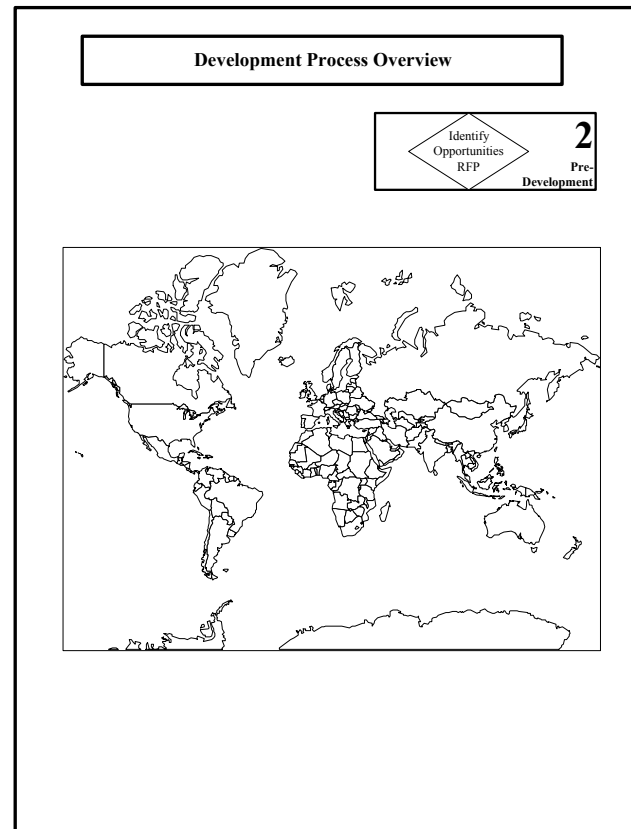 Development Process Overview
Identify
Opportunities
RFP
2
Pre-
Development